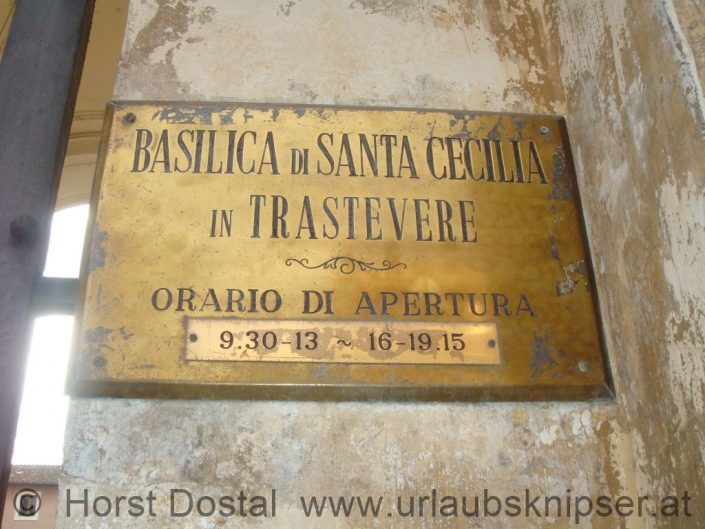 BASILICA DI SANTA CECILIA
IN TRASTEVERE
ORARIO DI APERTURA
9.30-13 ~ 16-19.15
© Horst Dostal www.urlaubsknipser.at